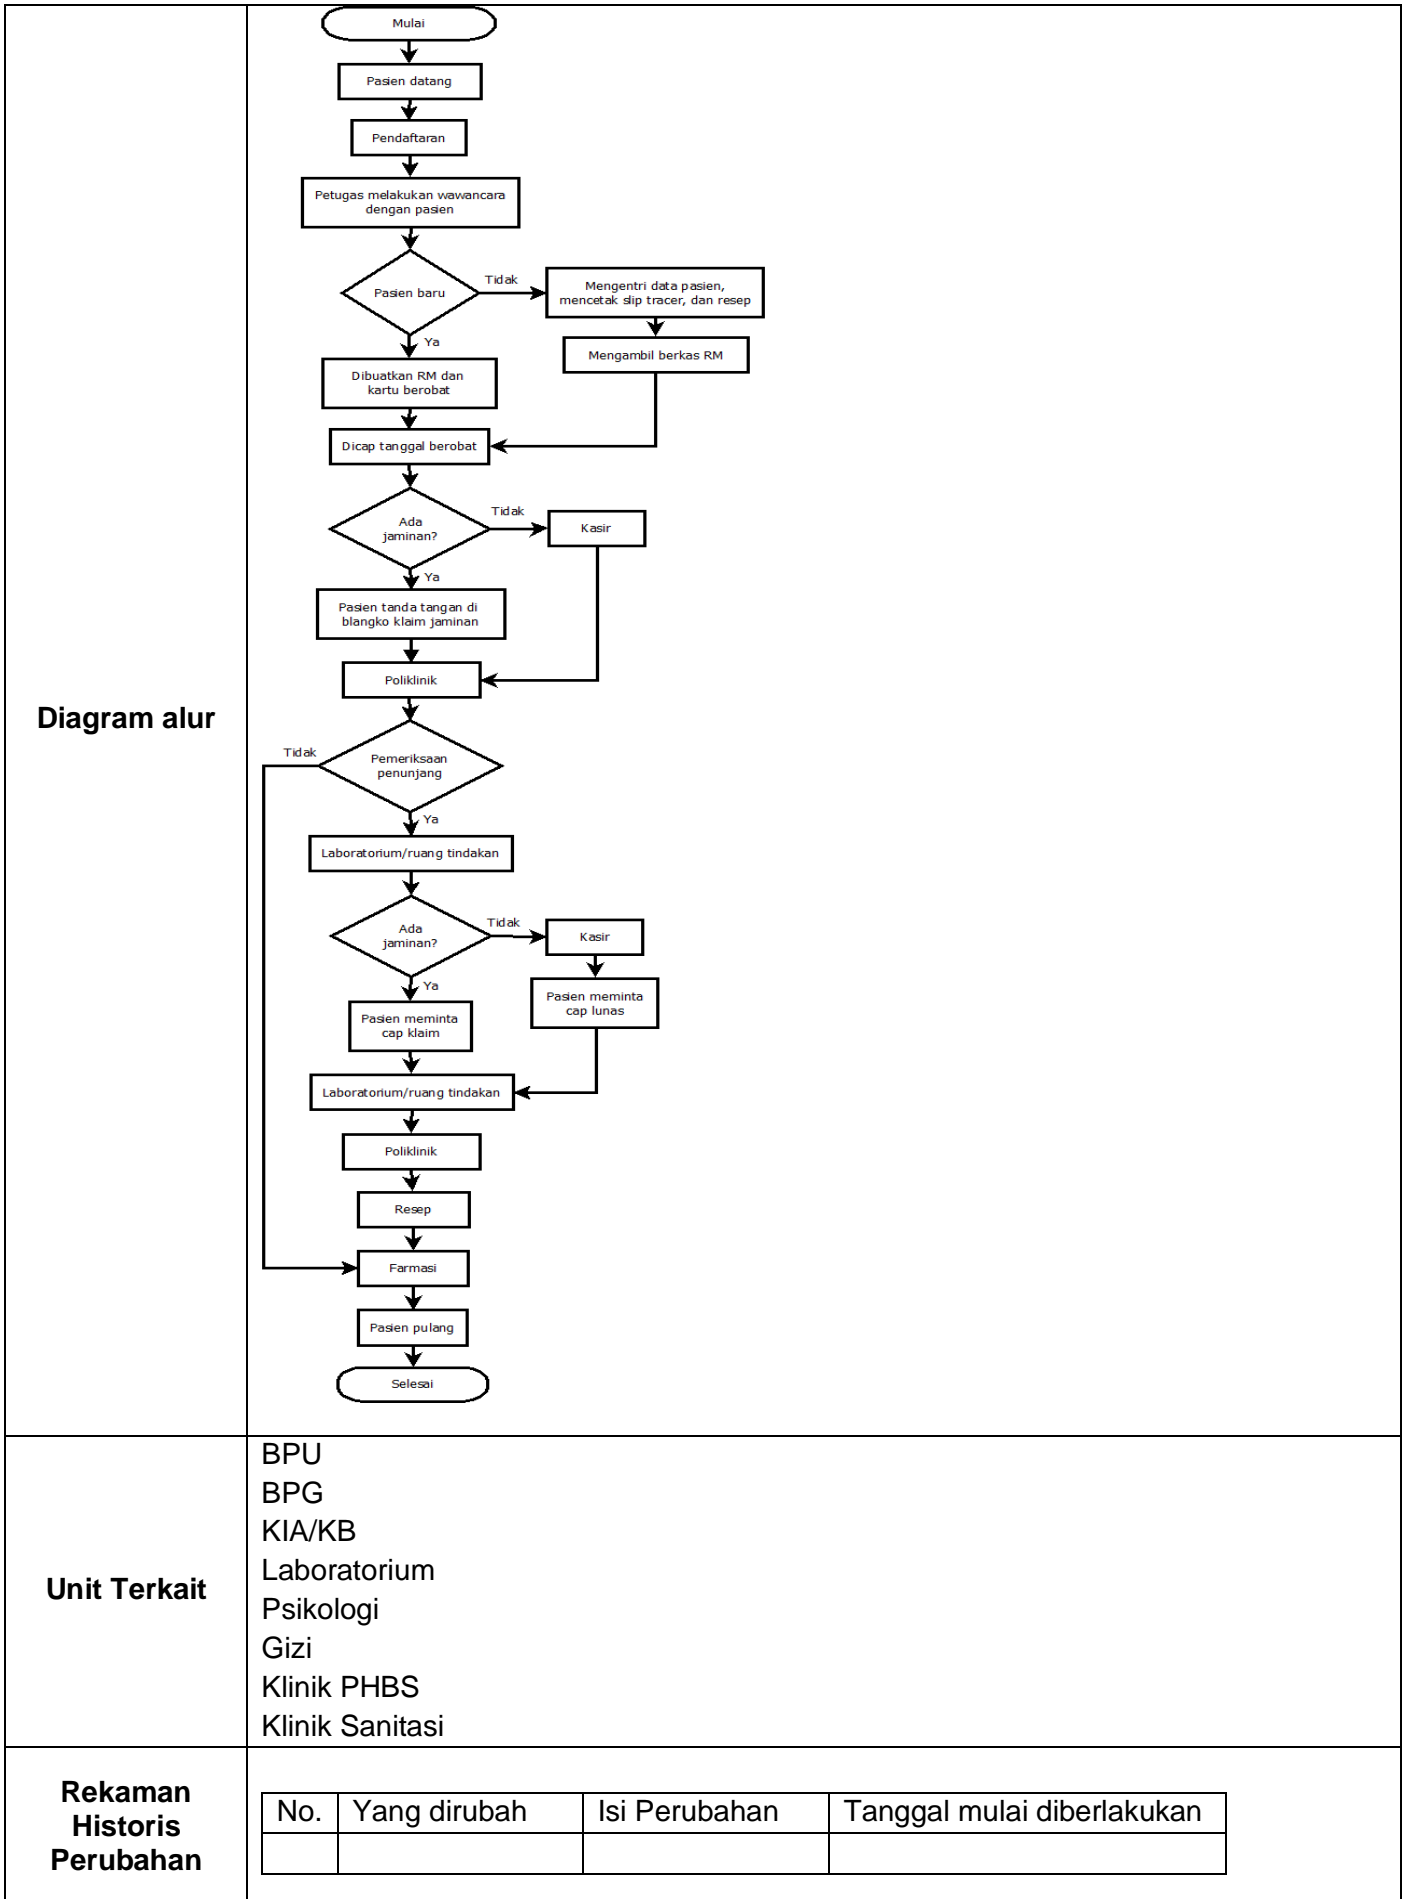 Diagram alur
Mulai
Pasien datang
Pendaftaran
Petugas melakukan wawancara
dengan pasien
Pasien baru
Tidak
Mengentri data pasien,
mencetak slip tracer, dan resep
Mengambil berkas RM
Ya
Dibuatkan RM dan
kartu berobat
Dicap tanggal berobat
Ada
jaminan?
Tidak
Kasir
Ya
Pasien tanda tangan di
blangko klaim jaminan
Poliklinik
Pemeriksaan
penunjang
Tidak
Ya
Laboratorium/ruang tindakan
Ada
jaminan?
Tidak
Kasir
Pasien meminta
cap lunas
Ya
Pasien meminta
cap klaim
Laboratorium/ruang tindakan
Poliklinik
Resep
Farmasi
Pasien pulang
Selesai
Unit Terkait
BPU
BPG
KIA/KB
Laboratorium
Psikologi
Gizi
Klinik PHBS
Klinik Sanitasi
Rekaman
Historis
Perubahan
No. Yang dirubah Isi Perubahan Tanggal mulai diberlakukan